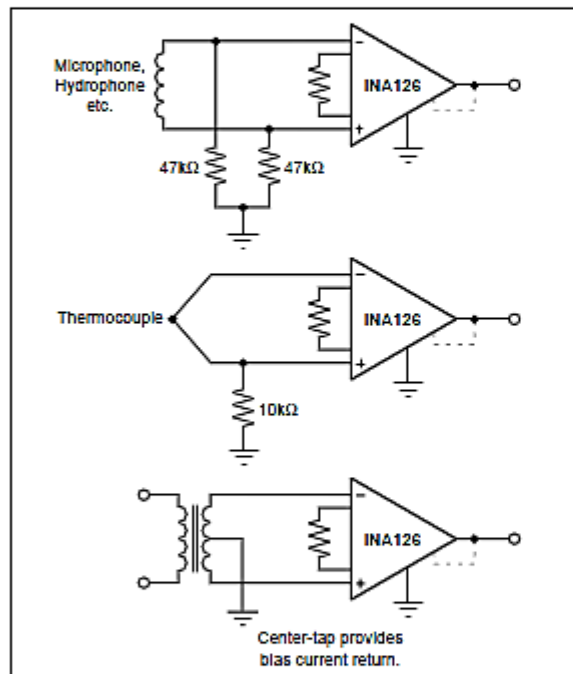 Microphone,
Hydrophone
etc.
–
INA126
+
47kΩ
47kΩ
Thermocouple
–
INA126
+
10kΩ
–
INA126
+
Center-tap provides
bias current return.